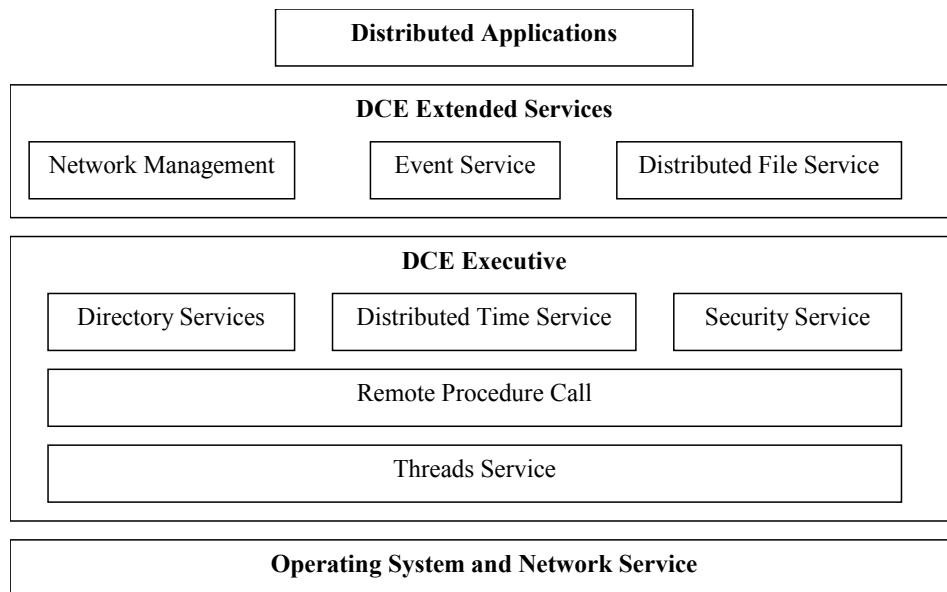 Distributed Applications
DCE Extended Services
Network Management
Event Service
Distributed File Service
DCE Executive
Directory Services
Distributed Time Service
Security Service
Remote Procedure Call
Threads Service
Operating System and Network Service